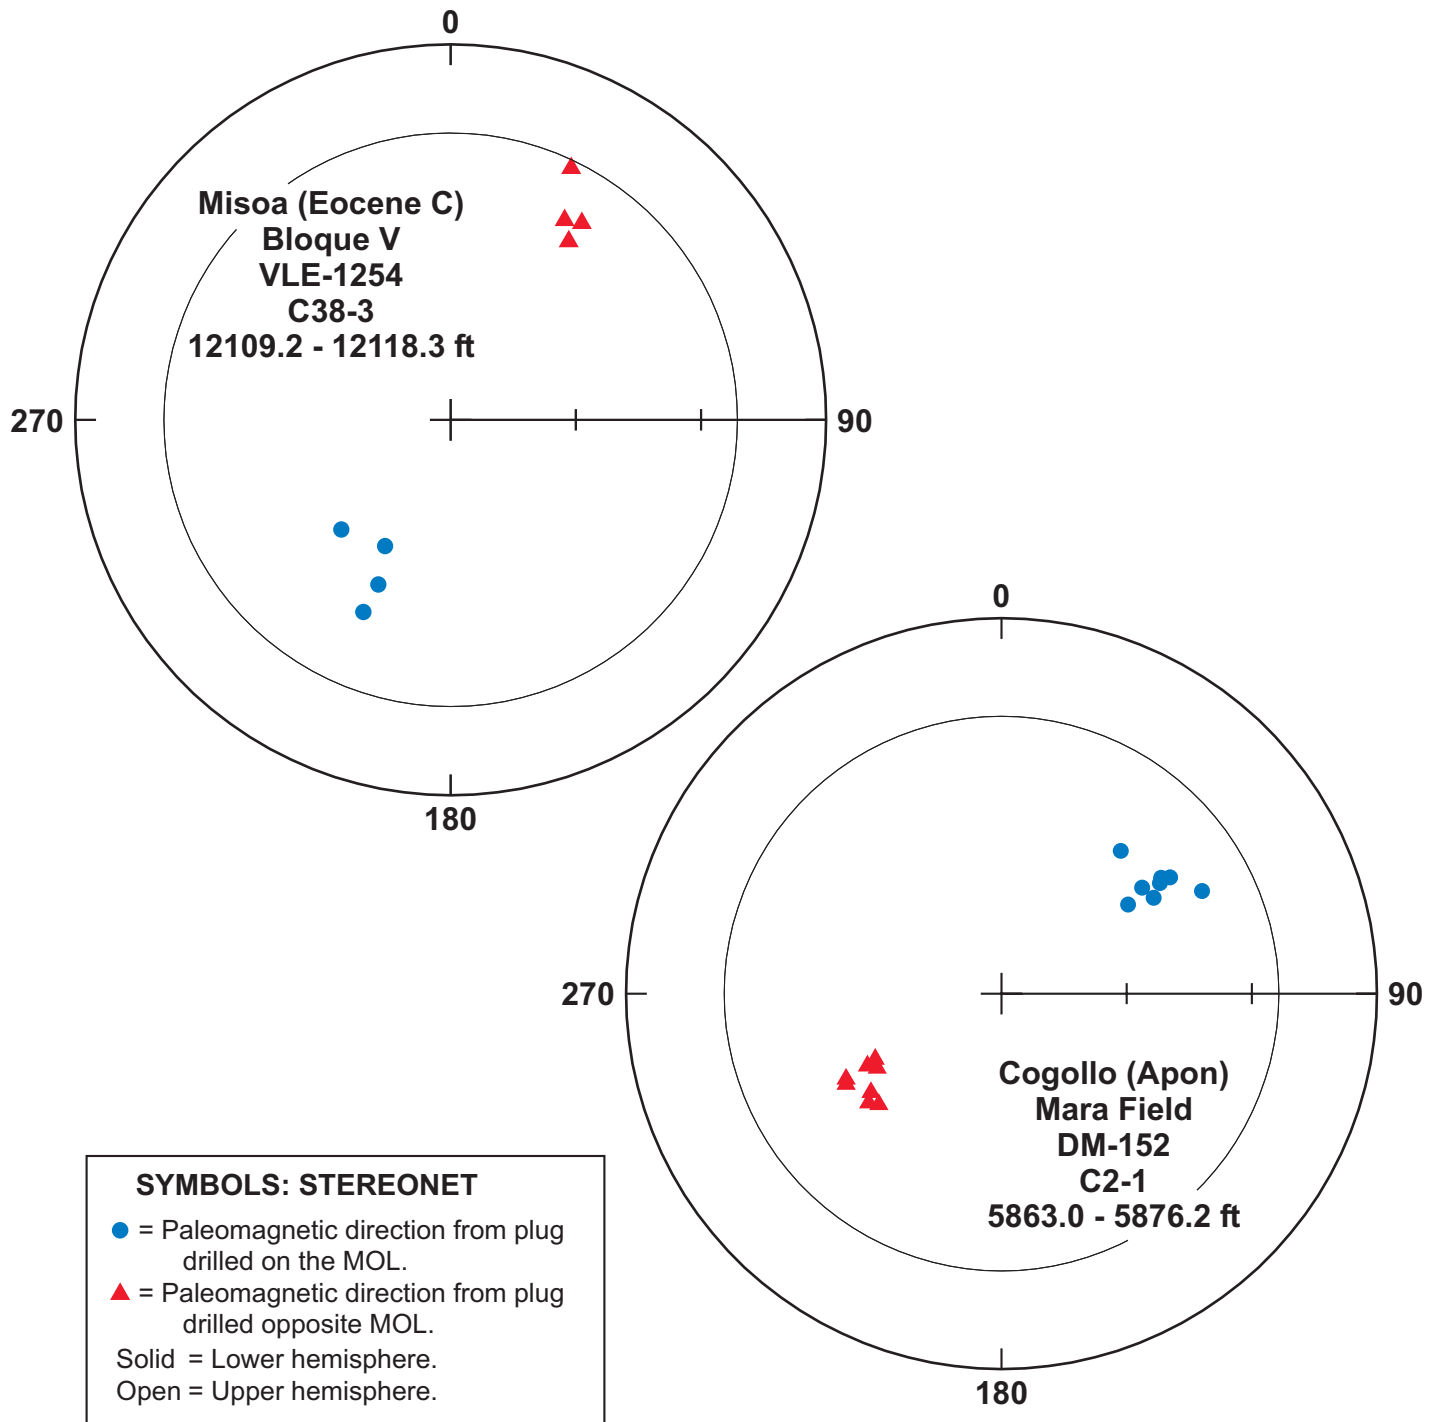 0
Misoa (Eocene C)
Bloque V
VLE-1254
C38-3
12109.2 - 12118.3 ft
270
90
180
0
270
90
Cogollo (Apon)
Mara Field
DM-152
C2-1
5863.0 - 5876.2 ft
180
SYMBOLS: STEREONET
= Paleomagnetic direction from plug
drilled on the MOL.
= Paleomagnetic direction from plug
drilled opposite MOL.
Solid = Lower hemisphere.
Open = Upper hemisphere.